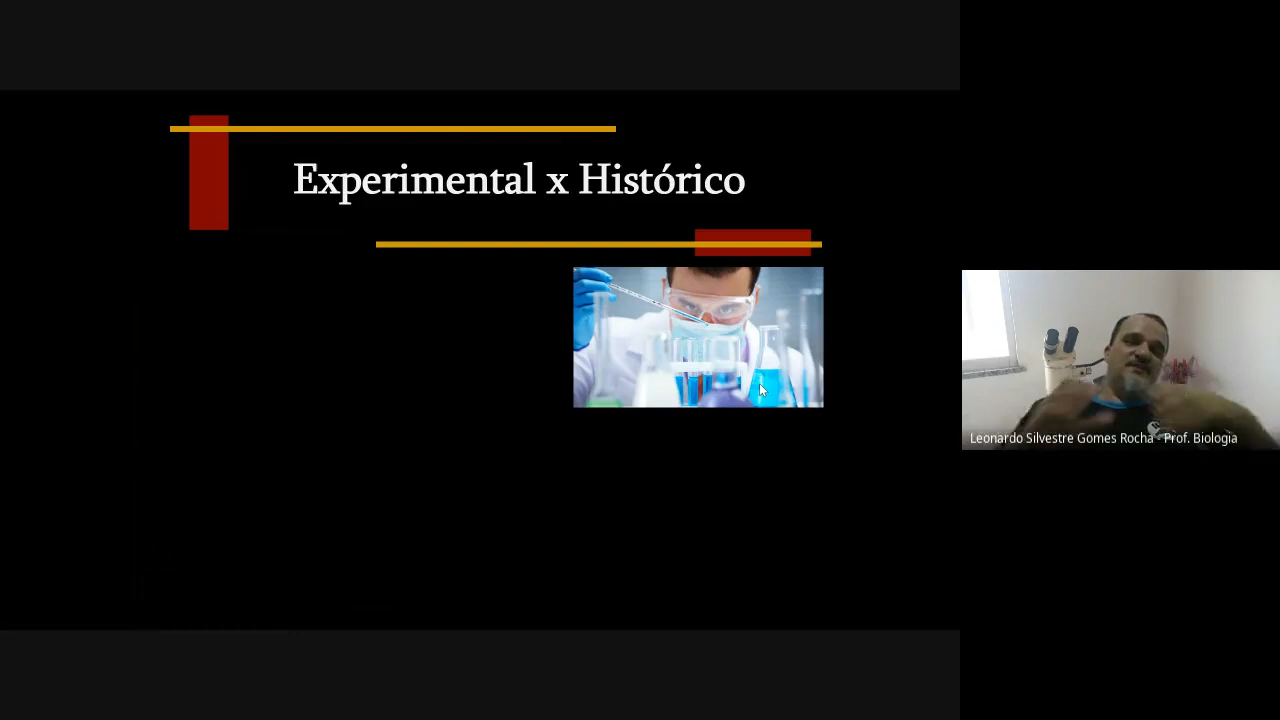 Experimental x Histórico
Leonardo Silvestre Gomes Rocha - Prof. Biologia